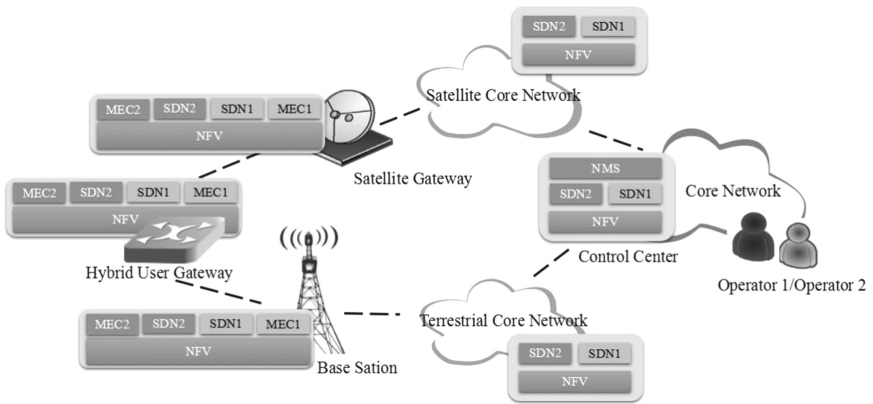 SDN2 SDN1
NFV
Satellite Core Network
MEC2 SDN2 SDN1 MEC1
NFV
Satellite Gateway
NMS
SDN2 SDN1
NFV
Core Network
Control Center
Operator 1/Operator 2
MEC2 SDN2 SDN1 MEC1
NFV
Hybrid User Gateway
MEC2 SDN2 SDN1 MEC1
NFV
Base Sation
Terrestrial Core Network
SDN2 SDN1
NFV